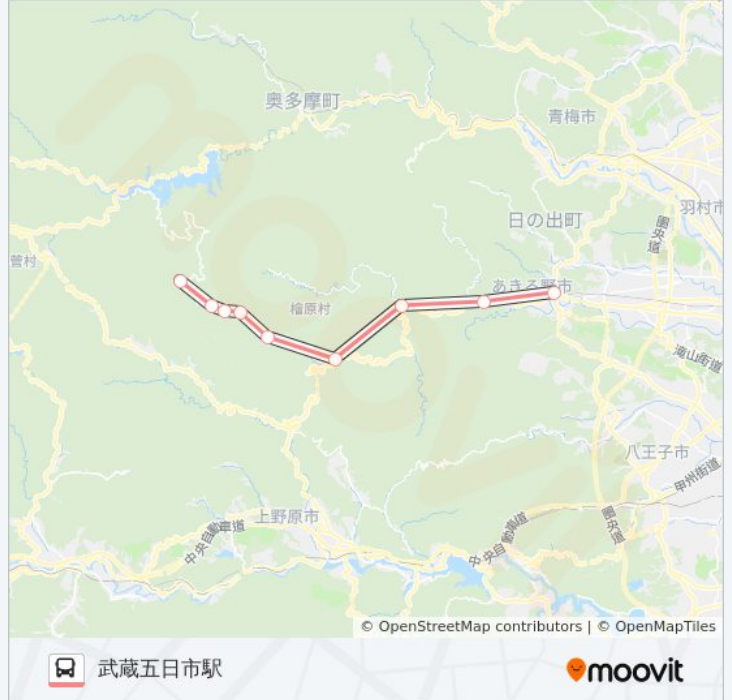 奥多摩町
青梅市
羽村市
日の出町
圏央道
菅村
あきる野市
檜原村
滝山街道
八王子市
甲州街道
上野原市
中央自動車道
中央自動車道
圏央道
© OpenStreetMap contributors | © OpenMapTiles
武蔵五日市駅
moovit